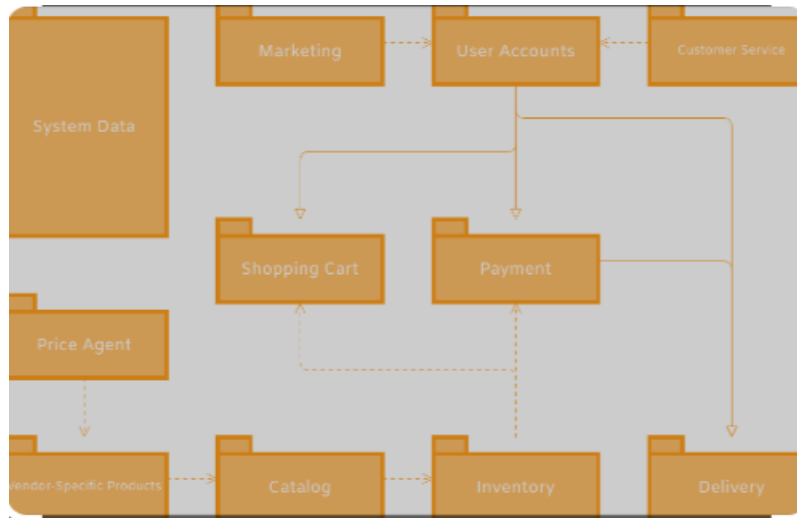 Marketing
User Accounts
Customer Service
System Data
Shopping Cart
Payment
Price Agent
Vendor-Specific Products
Catalog
Inventory
Delivery